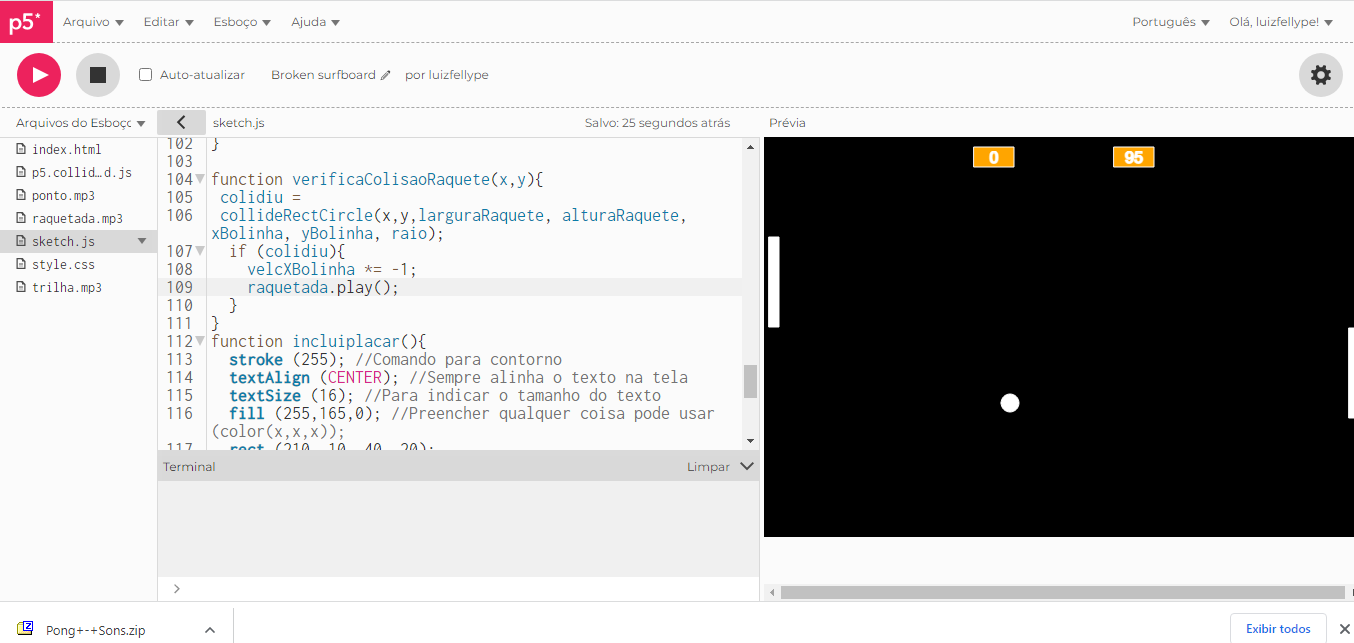 p5*
Arquivo
Editar
Esboço
Ajuda
Português
Olá, luizfellype!
Auto-atualizar
Broken surfboard
por luizfellype
Arquivos do Esboço
sketch.js
Salvo: 25 segundos atrás
Prévia
index.html
p5.collid…d.js
ponto.mp3
raquetada.mp3
sketch.js
style.css
trilha.mp3
102 }
103
104 function verificaColisaoRaquete(x,y){
105 colidiu =
106 collideRectCircle(x,y,larguraRaquete, alturaRaquete,
xBolinha, yBolinha, raio);
107 if (colidiu){
108 velcXBolinha *= -1;
109 raquetada.play();
110 }
111 }
112 function incluiplacar(){
113 stroke (255); //Comando para contorno
114 textAlign (CENTER); //Sempre alinha o texto na tela
115 textSize (16); //Para indicar o tamanho do texto
116 fill (255,165,0); //Preencher qualquer coisa pode usar
(color(x,x,x));
117 rect (210, 10, 40, 20);
Terminal
Limpar
>
0
95
Pong+-+Sons.zip
Exibir todos